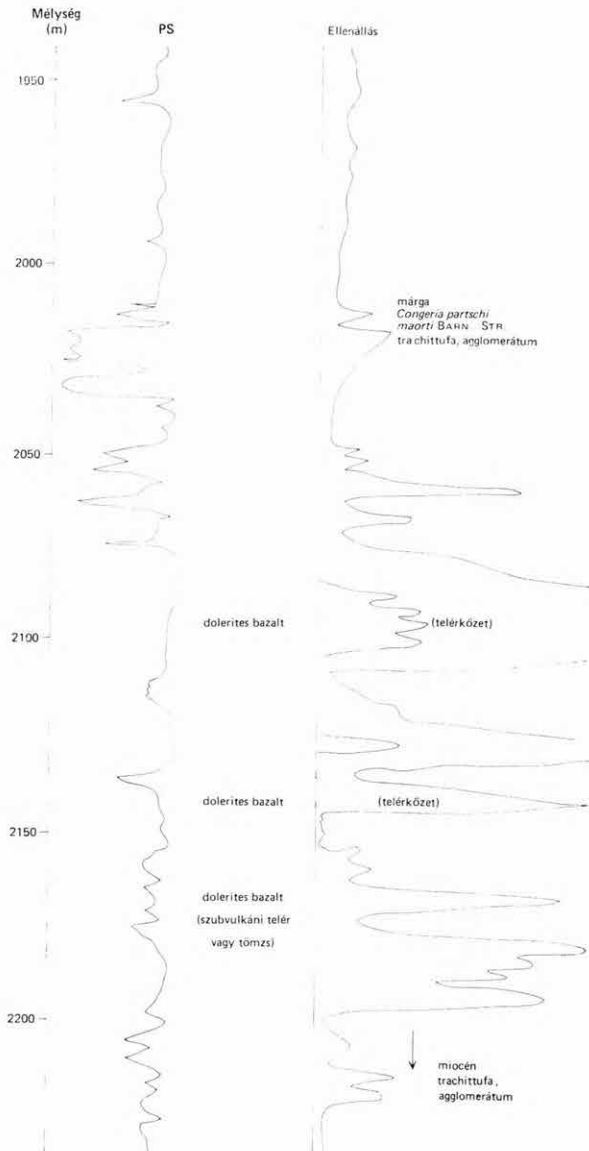 Mélység
(m)
PS
Ellenállás
1950
2000
márga
Congeria partschi
maorti BARN. STR.
trachittufa, agglomerátum
2050
2100
dolerites bazalt
(telérkőzet)
dolerites bazalt
(telérkőzet)
2150
dolerites bazalt
(szubvulkáni telér
vagy tömzs)
2200
miocén
trachittufa,
agglomerátum